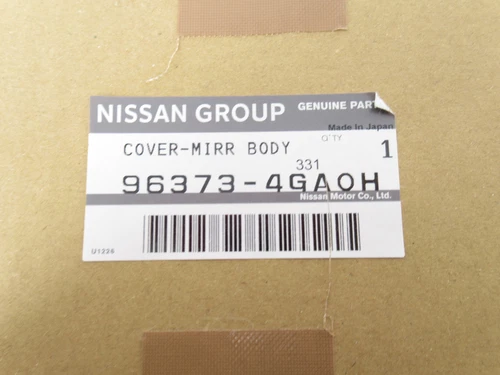 NISSAN GROUP GENUINE PART
Made in Japan
COVER-MIRR BODY Q'TY 1
331
96373-4GA0H
Nissan Motor Co., Ltd.
U1226